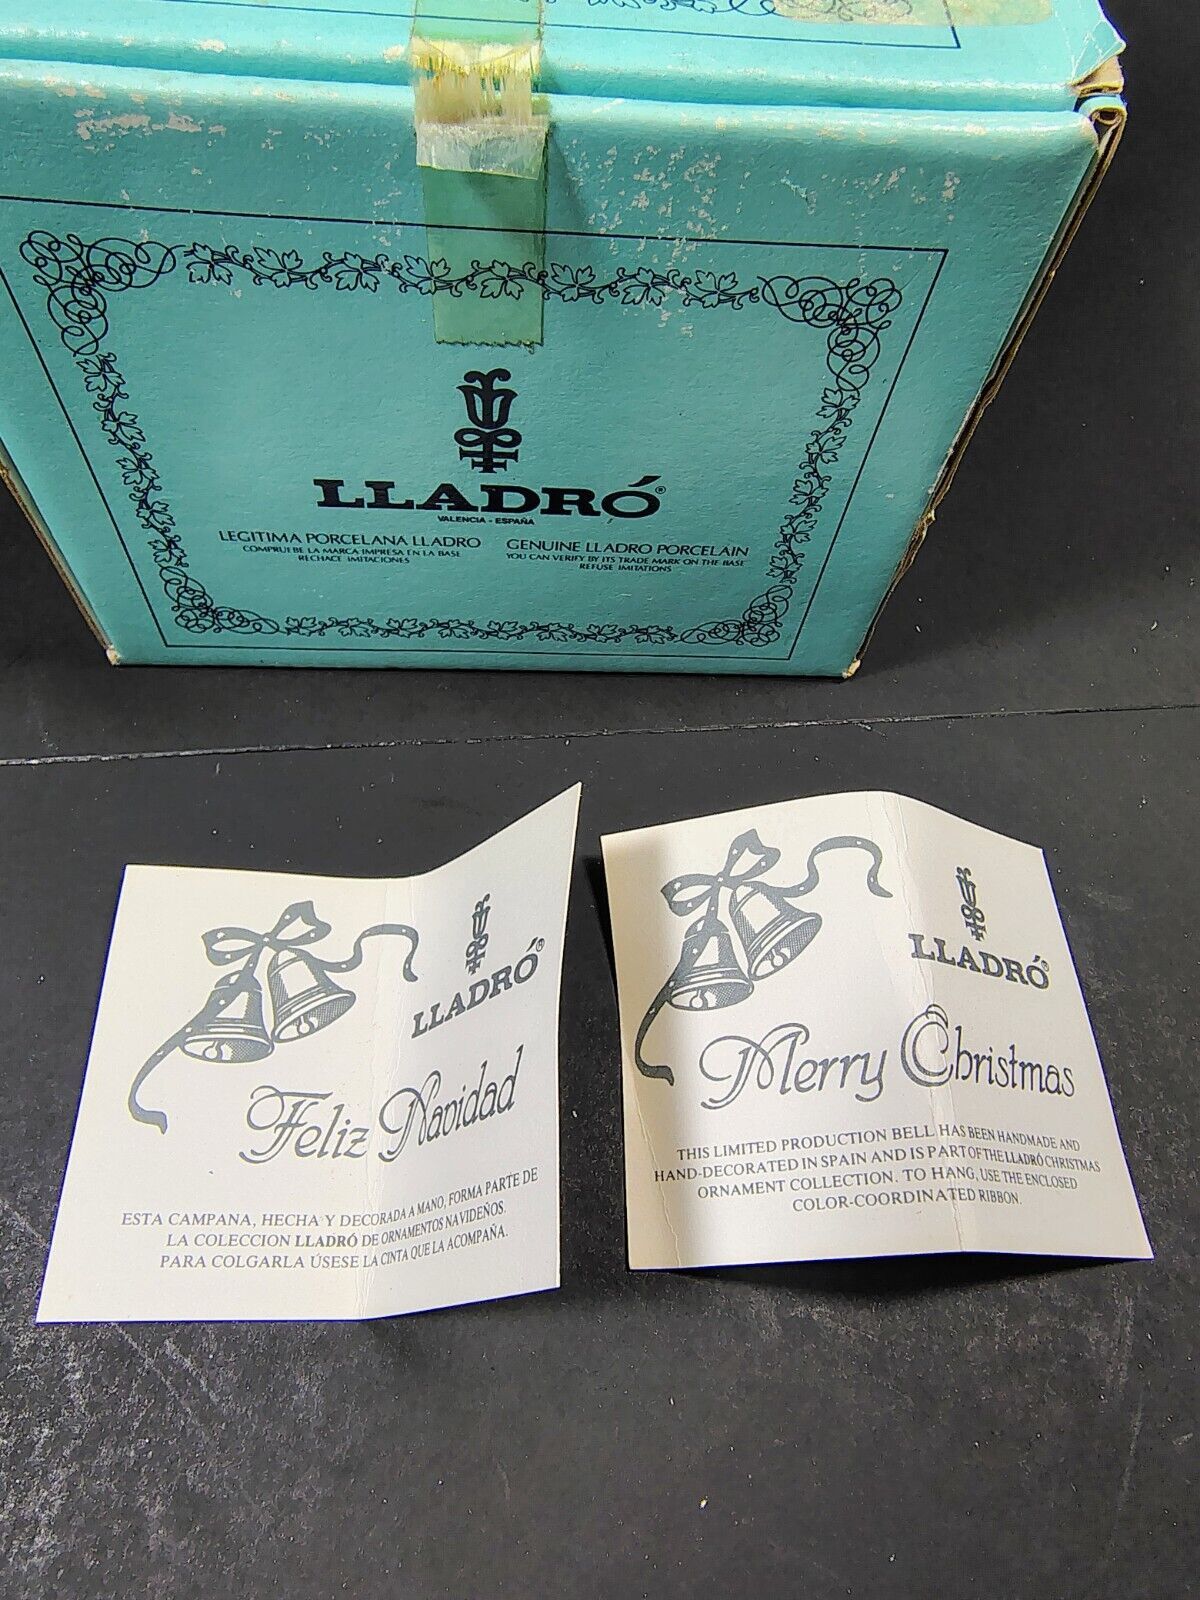 LLADRÓ®
VALENCIA - ESPAÑA
LEGITIMA PORCELANA LLADRO
COMPRUEBE LA MARCA IMPRESA EN LA BASE
RECHACE IMITACIONES
GENUINE LLADRO PORCELAIN
YOU CAN VERIFY BY ITS TRADE MARK ON THE BASE
REFUSE IMITATIONS
LLADRÓ®
Feliz Navidad
ESTA CAMPANA, HECHA Y DECORADA A MANO, FORMA PARTE DE
LA COLECCION LLADRÓ DE ORNAMENTOS NAVIDEÑOS.
PARA COLGARLA ÚSESE LA CINTA QUE LA ACOMPAÑA.
LLADRÓ®
Merry Christmas
THIS LIMITED PRODUCTION BELL HAS BEEN HANDMADE AND
HAND-DECORATED IN SPAIN AND IS PART OF THE LLADRÓ CHRISTMAS
ORNAMENT COLLECTION. TO HANG, USE THE ENCLOSED
COLOR-COORDINATED RIBBON.